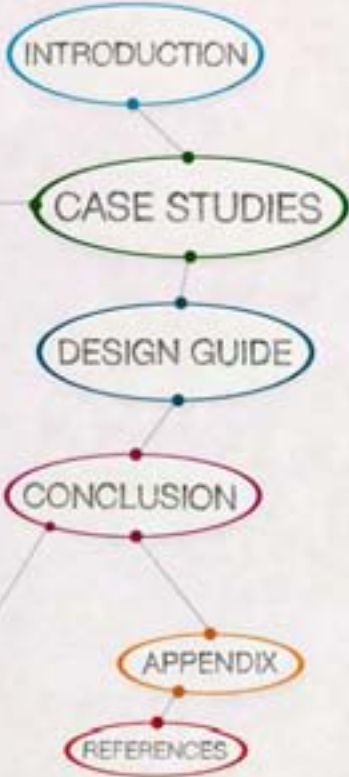 INTRODUCTION
CASE STUDIES
DESIGN GUIDE
CONCLUSION
APPENDIX
REFERENCES